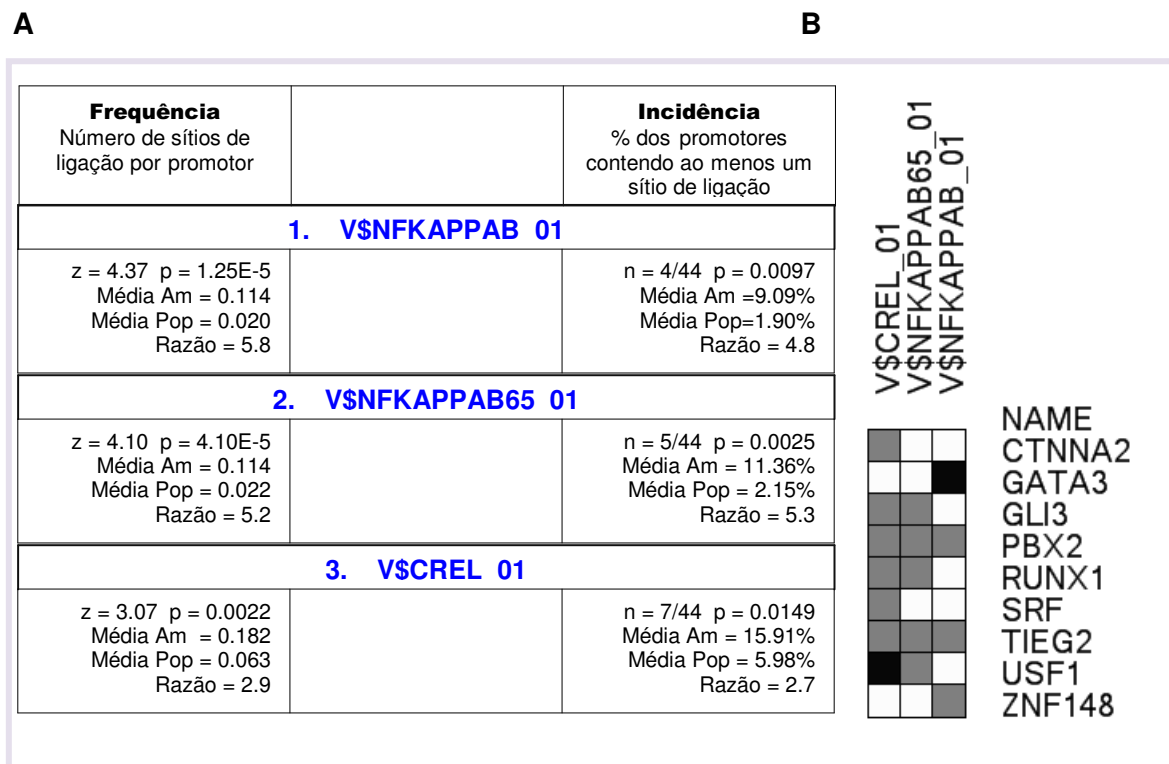 A
B
Frequência
Número de sítios de
ligação por promotor
Incidência
% dos promotores
contendo ao menos um
sítio de ligação
1. V$NFKAPPAB 01
z = 4.37 p = 1.25E-5
Média Am = 0.114
Média Pop = 0.020
Razão = 5.8
n = 4/44 p = 0.0097
Média Am =9.09%
Média Pop=1.90%
Razão = 4.8
2. V$NFKAPPAB65 01
z = 4.10 p = 4.10E-5
Média Am = 0.114
Média Pop = 0.022
Razão = 5.2
n = 5/44 p = 0.0025
Média Am = 11.36%
Média Pop = 2.15%
Razão = 5.3
3. V$CREL 01
z = 3.07 p = 0.0022
Média Am = 0.182
Média Pop = 0.063
Razão = 2.9
n = 7/44 p = 0.0149
Média Am = 15.91%
Média Pop = 5.98%
Razão = 2.7
V$CREL_01
V$NFKAPPAB65_01
V$NFKAPPAB_01
NAME
CTNNA2
GATA3
GLI3
PBX2
RUNX1
SRF
TIEG2
USF1
ZNF148